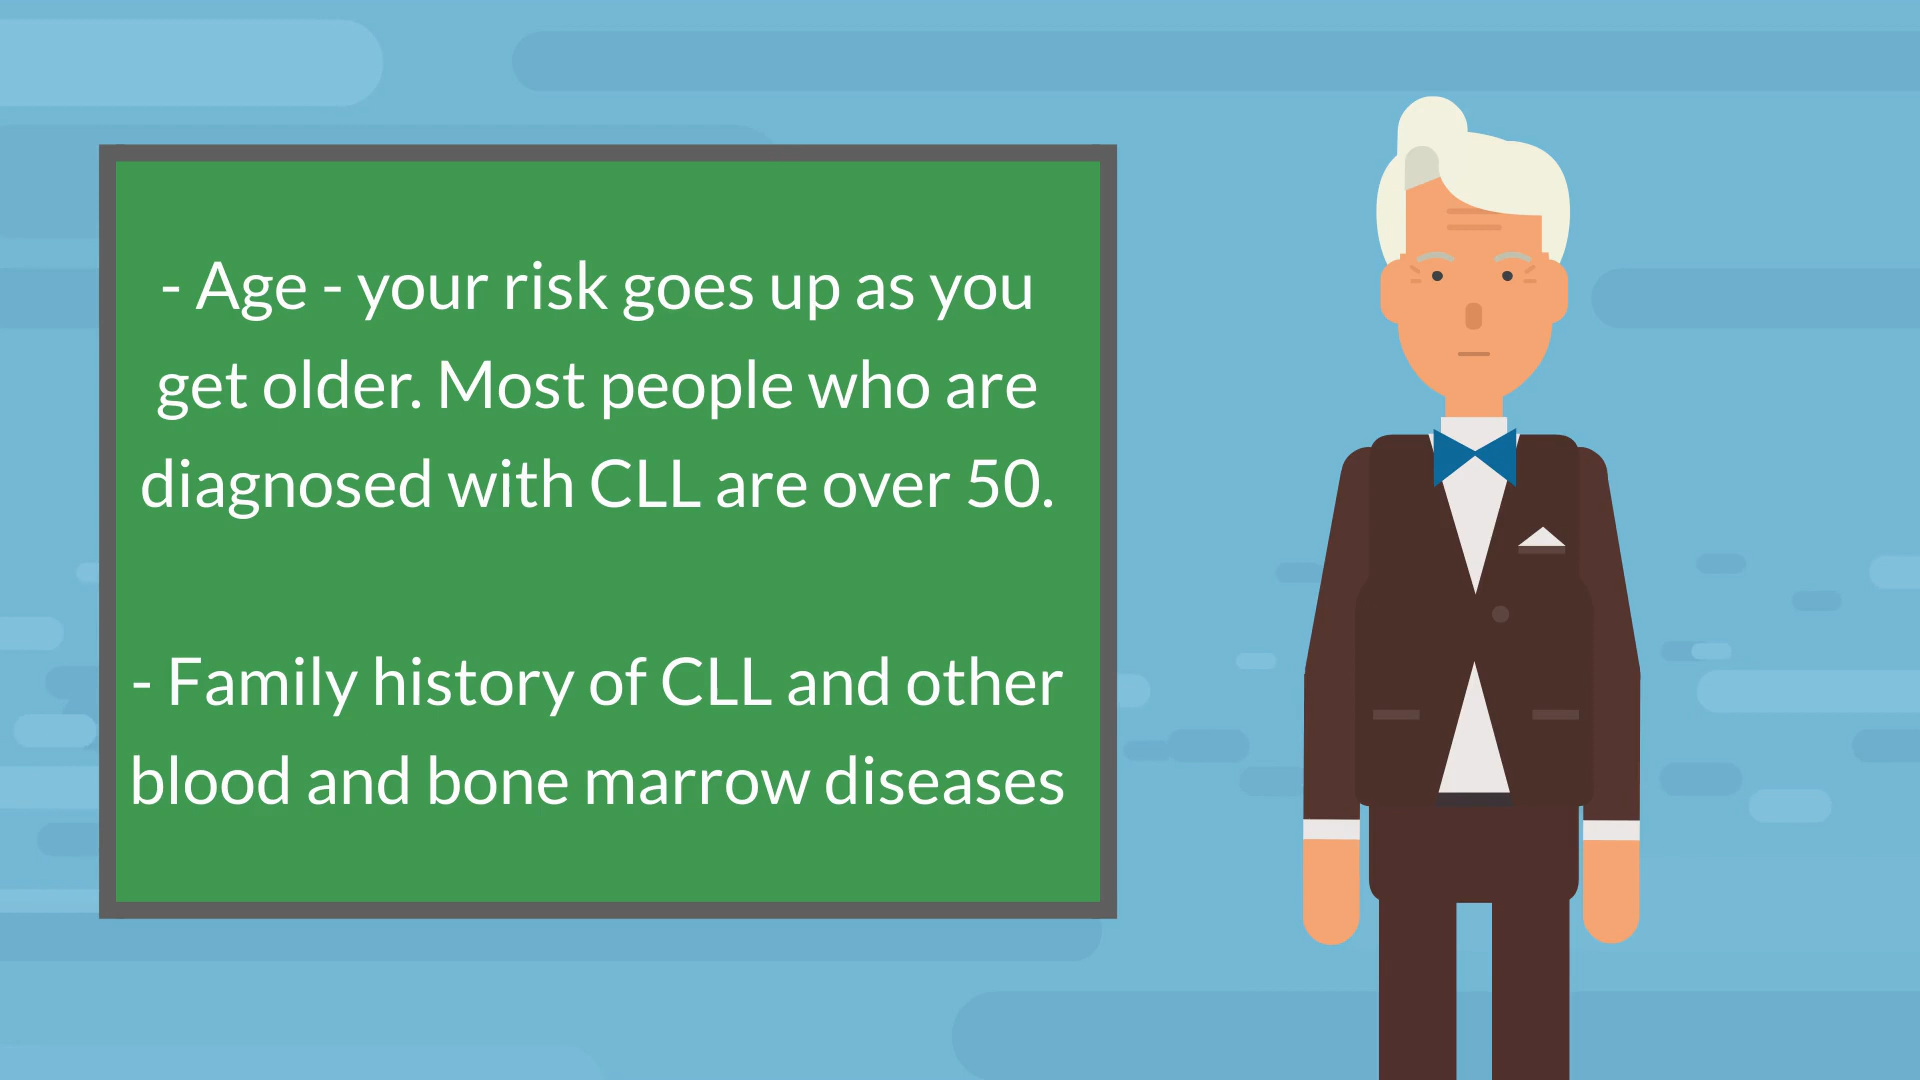 - Age - your risk goes up as you
get older. Most people who are
diagnosed with CLL are over 50.
- Family history of CLL and other
blood and bone marrow diseases